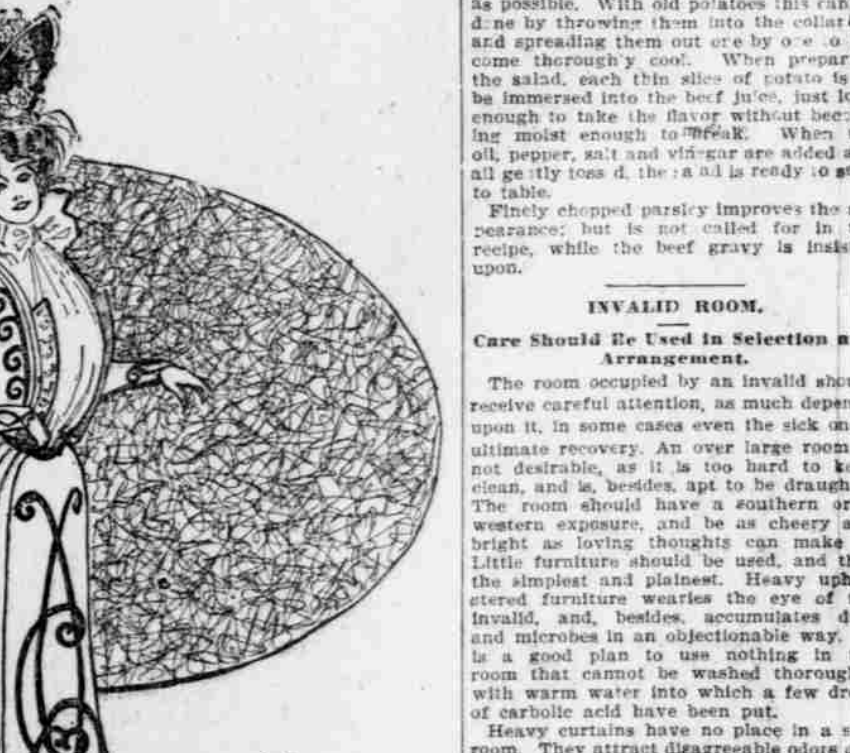 as possible. With old potatoes this can
done by throwing them into the collar
and spreading them out one by one to
come thorough'y cool. When prepar
the salad, each thin slice of potato is
be immersed into the beef juice, just lo
enough to take the flavor without bec
ing moist enough to break. When
oil, pepper, salt and vinegar are added a
all gently tossed, the salad is ready to s
to table.
Finely chopped parsley improves the
pearance; but is not called for in
recipe, while the beef gravy is insis
upon.
INVALID ROOM.
Care Should Be Used in Selection a
Arrangement.
The room occupied by an invalid shou
receive careful attention, as much depen
upon it, in some cases even the sick on
ultimate recovery. An over large room
not desirable, as it is too hard to ke
clean, and is, besides, apt to be draugh
The room should have a southern or
western exposure, and be as cheery a
bright as loving thoughts can make
Little furniture should be used, and th
the simplest and plainest. Heavy uph
stered furniture wearies the eye of
invalid, and, besides, accumulates d
and microbes in an objectionable way.
is a good plan to use nothing in
room that cannot be washed thorough
with warm water into which a few dro
of carbolic acid have been put.
Heavy curtains have no place in a s
room. They attract disagreeable odors